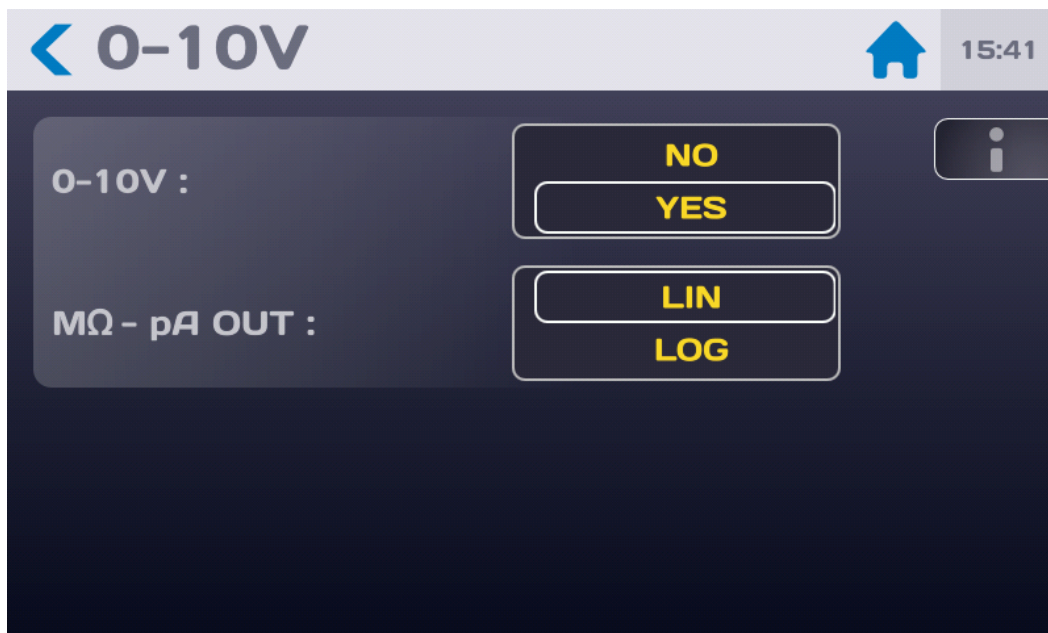 0-10V
15:41
0-10V :
NO
YES
MΩ - pA OUT :
LIN
LOG
i